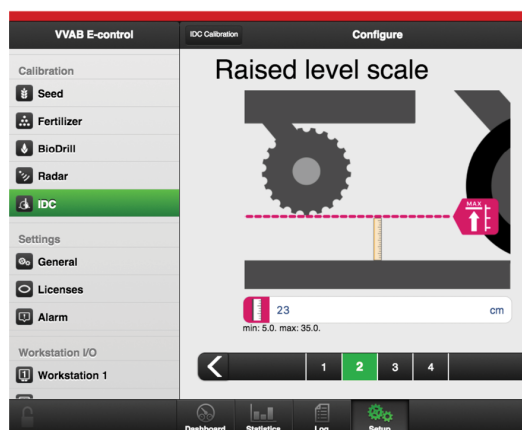 VVAB E-control
IDC Calibration
Configure
Calibration
Seed
Fertilizer
BioDrill
Radar
IDC
Settings
General
Licenses
Alarm
Workstation I/O
Workstation 1
Raised level scale
MAX
23 cm
min: 5.0. max: 35.0.
1 2 3 4
Dashboard Statistics Log Setup